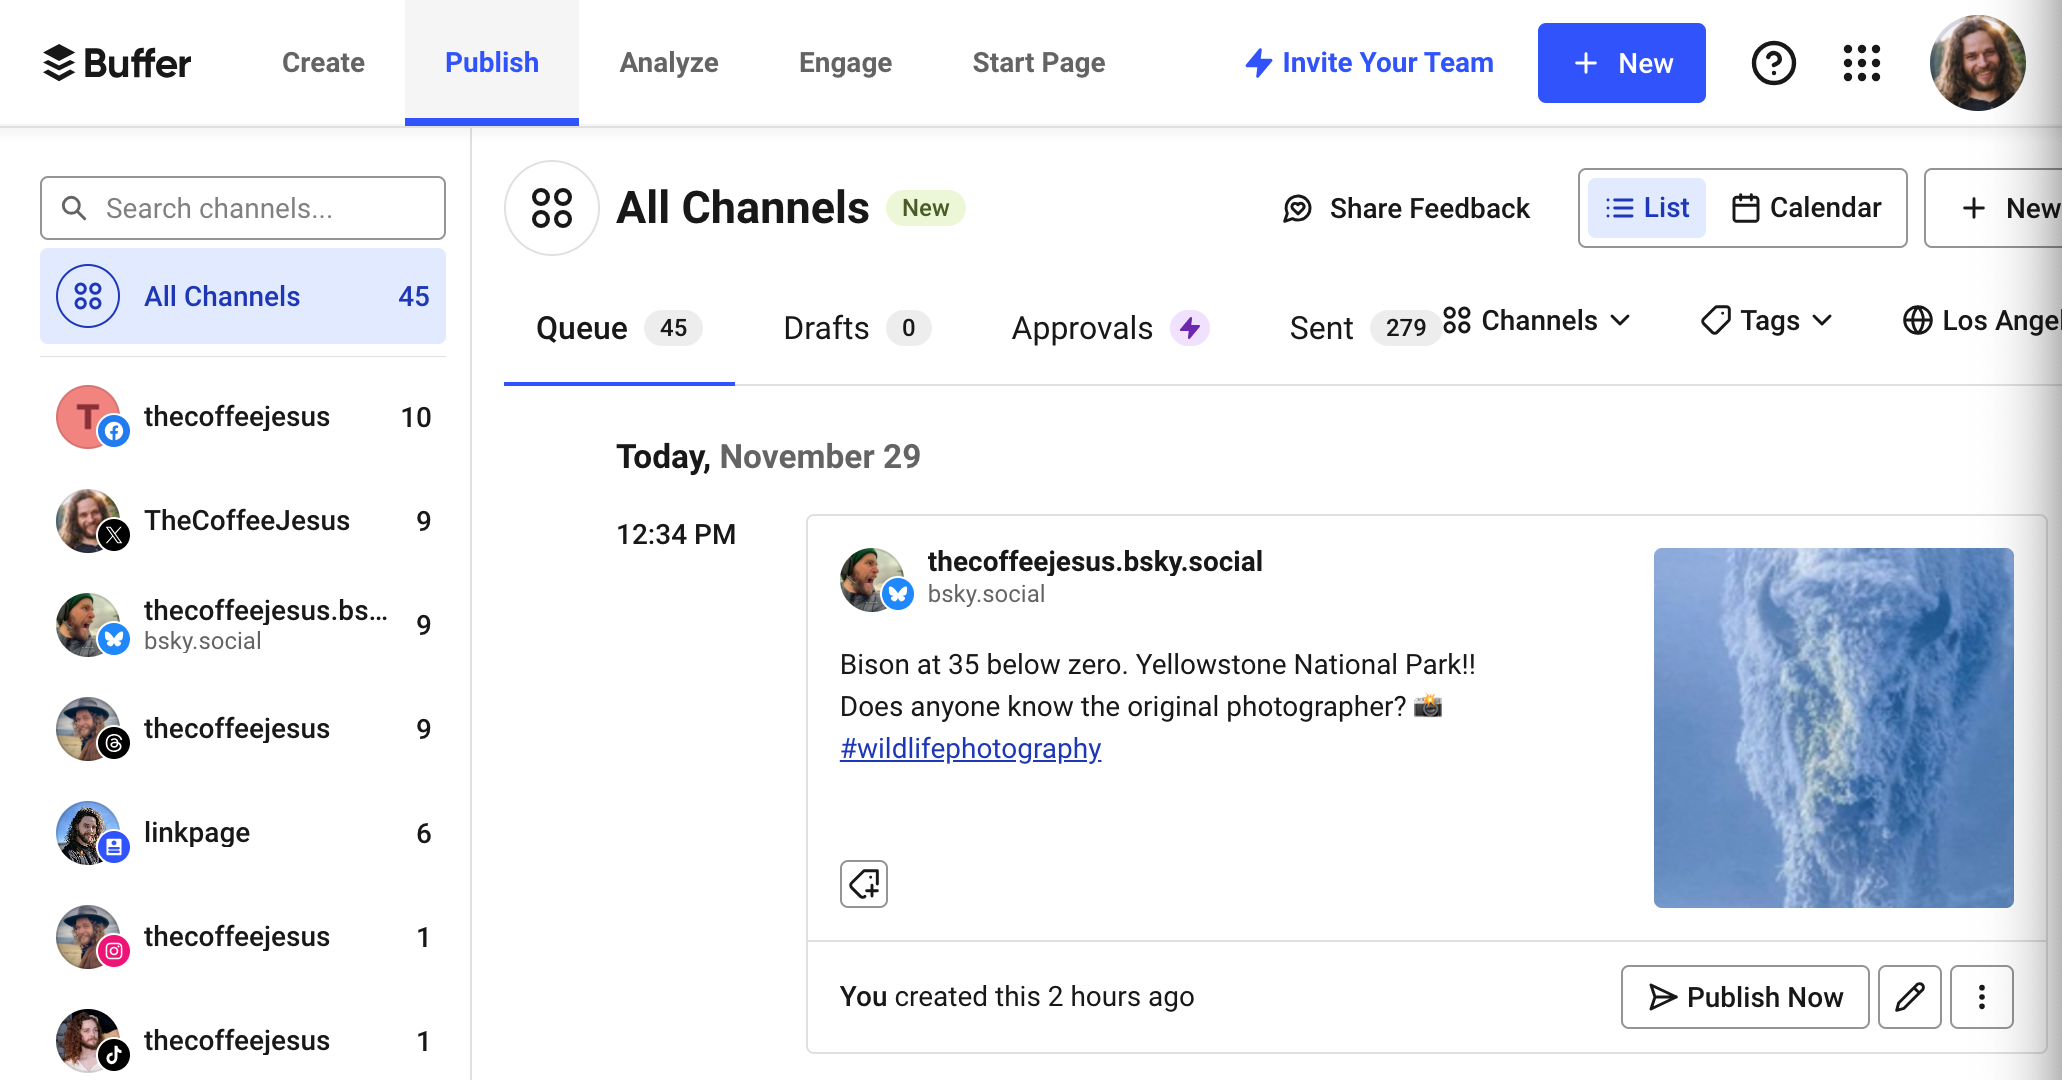 Buffer
Create
Publish
Analyze
Engage
Start Page
Invite Your Team
New
Search channels...
All Channels 45
thecoffeejesus 10
TheCoffeeJesus 9
thecoffeejesus.bs...
bsky.social
9
thecoffeejesus 9
linkpage 6
thecoffeejesus 1
thecoffeejesus 1
All Channels New
Share Feedback
List
Calendar
New
Queue 45
Drafts 0
Approvals
Sent 279
Channels
Tags
Los Angel
Today, November 29
12:34 PM
T
thecoffeejesus.bsky.social
bsky.social
Bison at 35 below zero. Yellowstone National Park!!
Does anyone know the original photographer? 📸
#wildlifephotography
You created this 2 hours ago
Publish Now